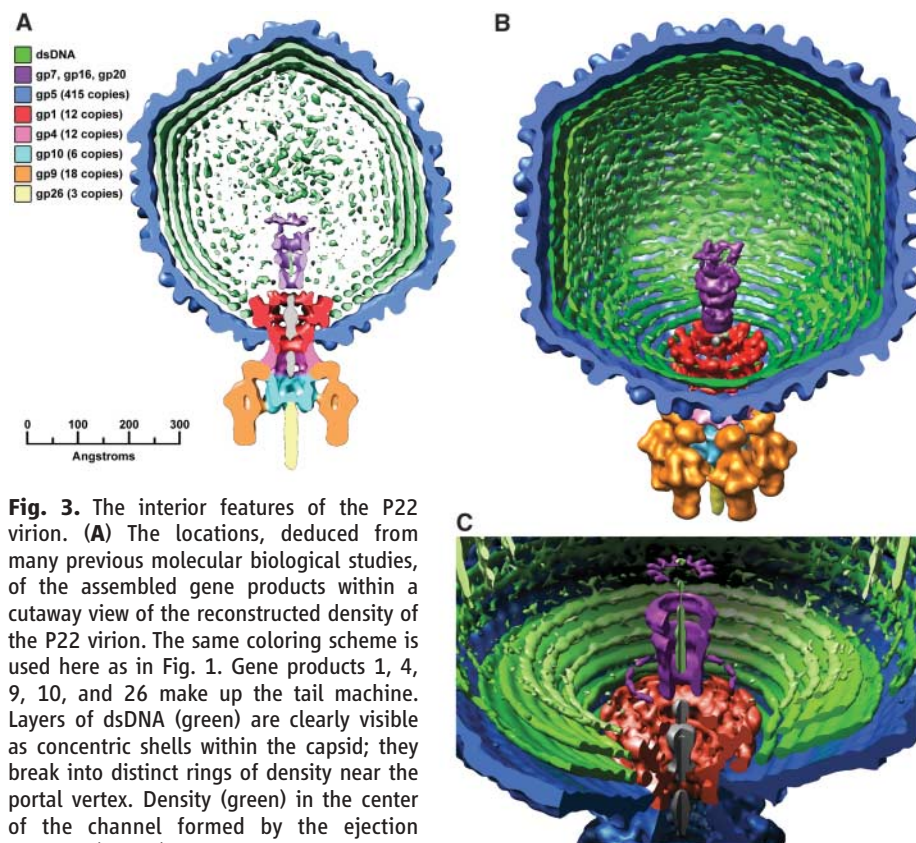 A
B
dsDNA
gp7, gp16, gp20
gp5 (415 copies)
gp1 (12 copies)
gp4 (12 copies)
gp10 (6 copies)
gp9 (18 copies)
gp26 (3 copies)
0 100 200 300
Angstroms
Fig. 3. The interior features of the P22
virion. (A) The locations, deduced from
many previous molecular biological studies,
of the assembled gene products within a
cutaway view of the reconstructed density of
the P22 virion. The same coloring scheme is
used here as in Fig. 1. Gene products 1, 4,
9, 10, and 26 make up the tail machine.
Layers of dsDNA (green) are clearly visible
as concentric shells within the capsid; they
break into distinct rings of density near the
portal vertex. Density (green) in the center
of the channel formed by the ejection
C